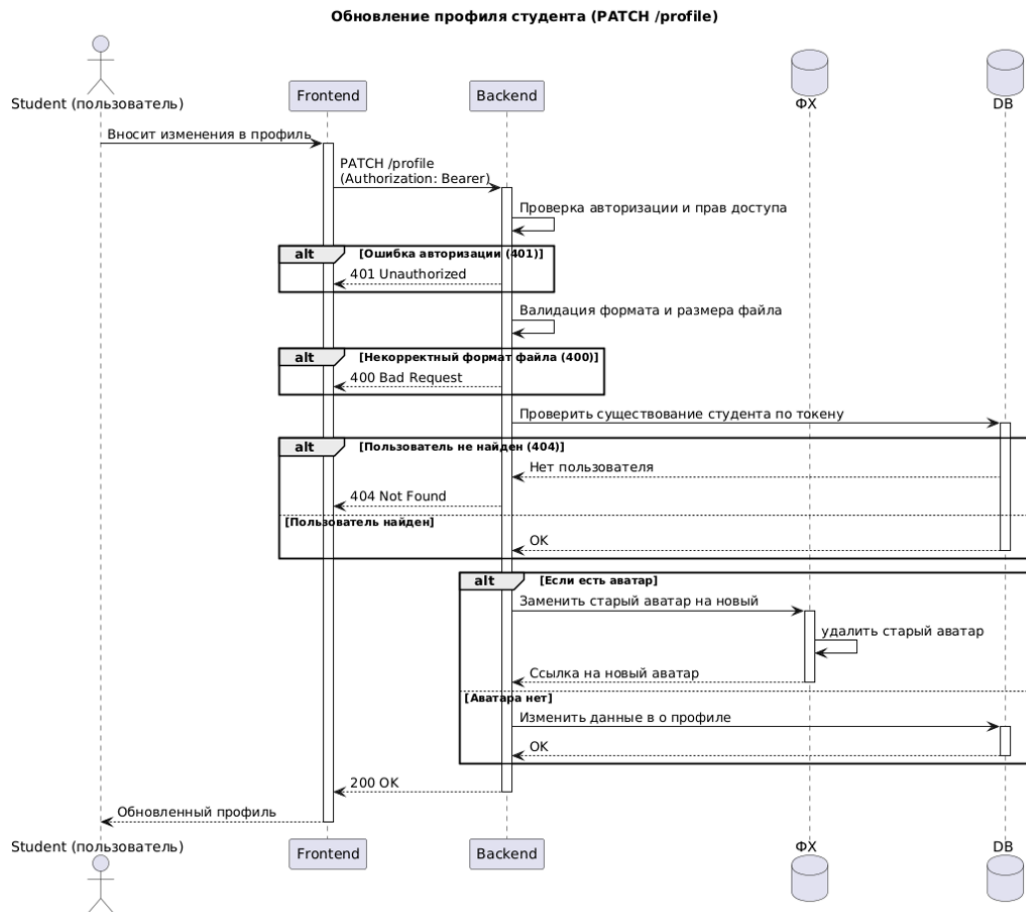 Обновление профиля студента (PATCH /profile)
Student (пользователь)
Frontend
Backend
ФХ
DB
Вносит изменения в профиль
PATCH /profile
(Authorization: Bearer)
Проверка авторизации и прав доступа
alt [Ошибка авторизации (401)]
401 Unauthorized
Валидация формата и размера файла
alt [Некорректный формат файла (400)]
400 Bad Request
Проверить существование студента по токену
alt [Пользователь не найден (404)]
Нет пользователя
404 Not Found
[Пользователь найден]
OK
alt [Если есть аватар]
Заменить старый аватар на новый
удалить старый аватар
Ссылка на новый аватар
[Аватара нет]
Изменить данные в о профиле
OK
200 OK
Обновленный профиль
Student (пользователь)
Frontend
Backend
ФХ
DB